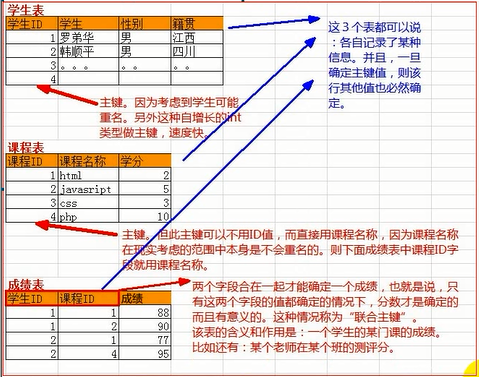 学生表
学生ID 学生 性别 籍贯
1 罗弟华 男 江西
2 韩顺平 男 四川
3 。。。 。。 。。
4
这3个表都可以说
：各自记录了某种
信息。并且，一旦
确定主键值，则该
行其他值也必然确
定。
主键。因为考虑到学生可能
重名。另外这种自增长的int
类型做主键，速度快。
课程表
课程ID 课程名称 学分
1 html 2
2 javasript 5
3 css 3
4 php 10
主键。但此主键可以不用ID值，而直接用课程名称，因为课程名称
在现实考虑的范围中本身是不会重名的。则下面成绩表中课程ID字
段就用课程名称。
成绩表
学生ID 课程ID 成绩
1 1 88
1 2 90
2 1 77
2 4 95
两个字段合在一起才能确定一个成绩，也就是说，只
有这两个字段的值都确定的情况下，分数才是确定的
而且有意义的。这种情况称为“联合主键”。
该表的含义和作用是：一个学生的某门课的成绩。
比如还有：某个老师在某个班的测评分。